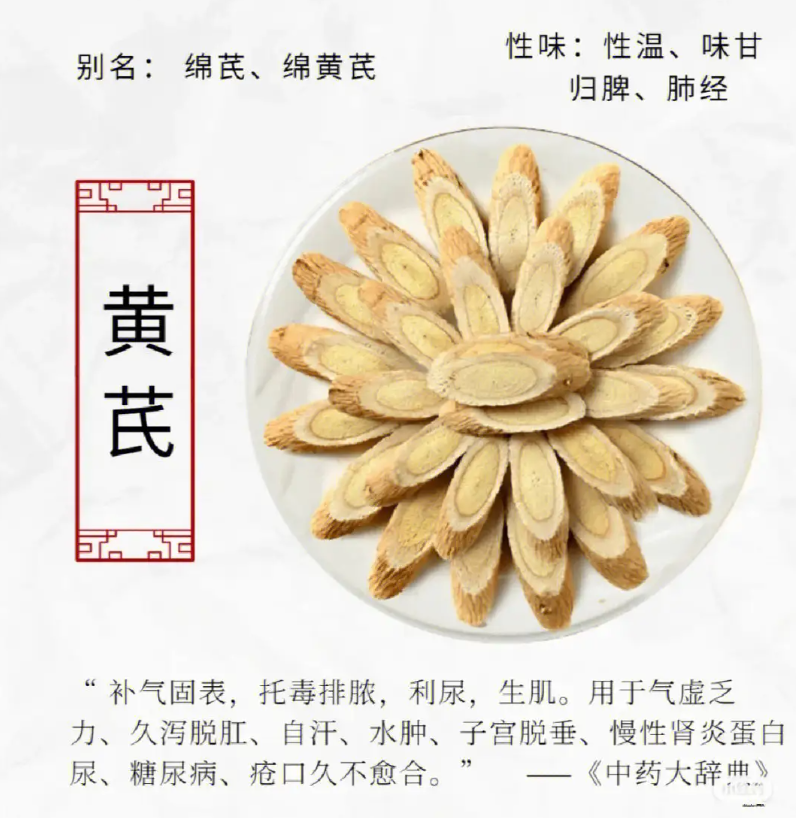 别名： 绵芪、绵黄芪
性味：性温、味甘
归脾、肺经
黄芪
“补气固表，托毒排脓，利尿，生肌。用于气虚乏
力、久泻脱肛、自汗、水肿、子宫脱垂、慢性肾炎蛋白
尿、糖尿病、疮口久不愈合。” ——《中药大辞典》